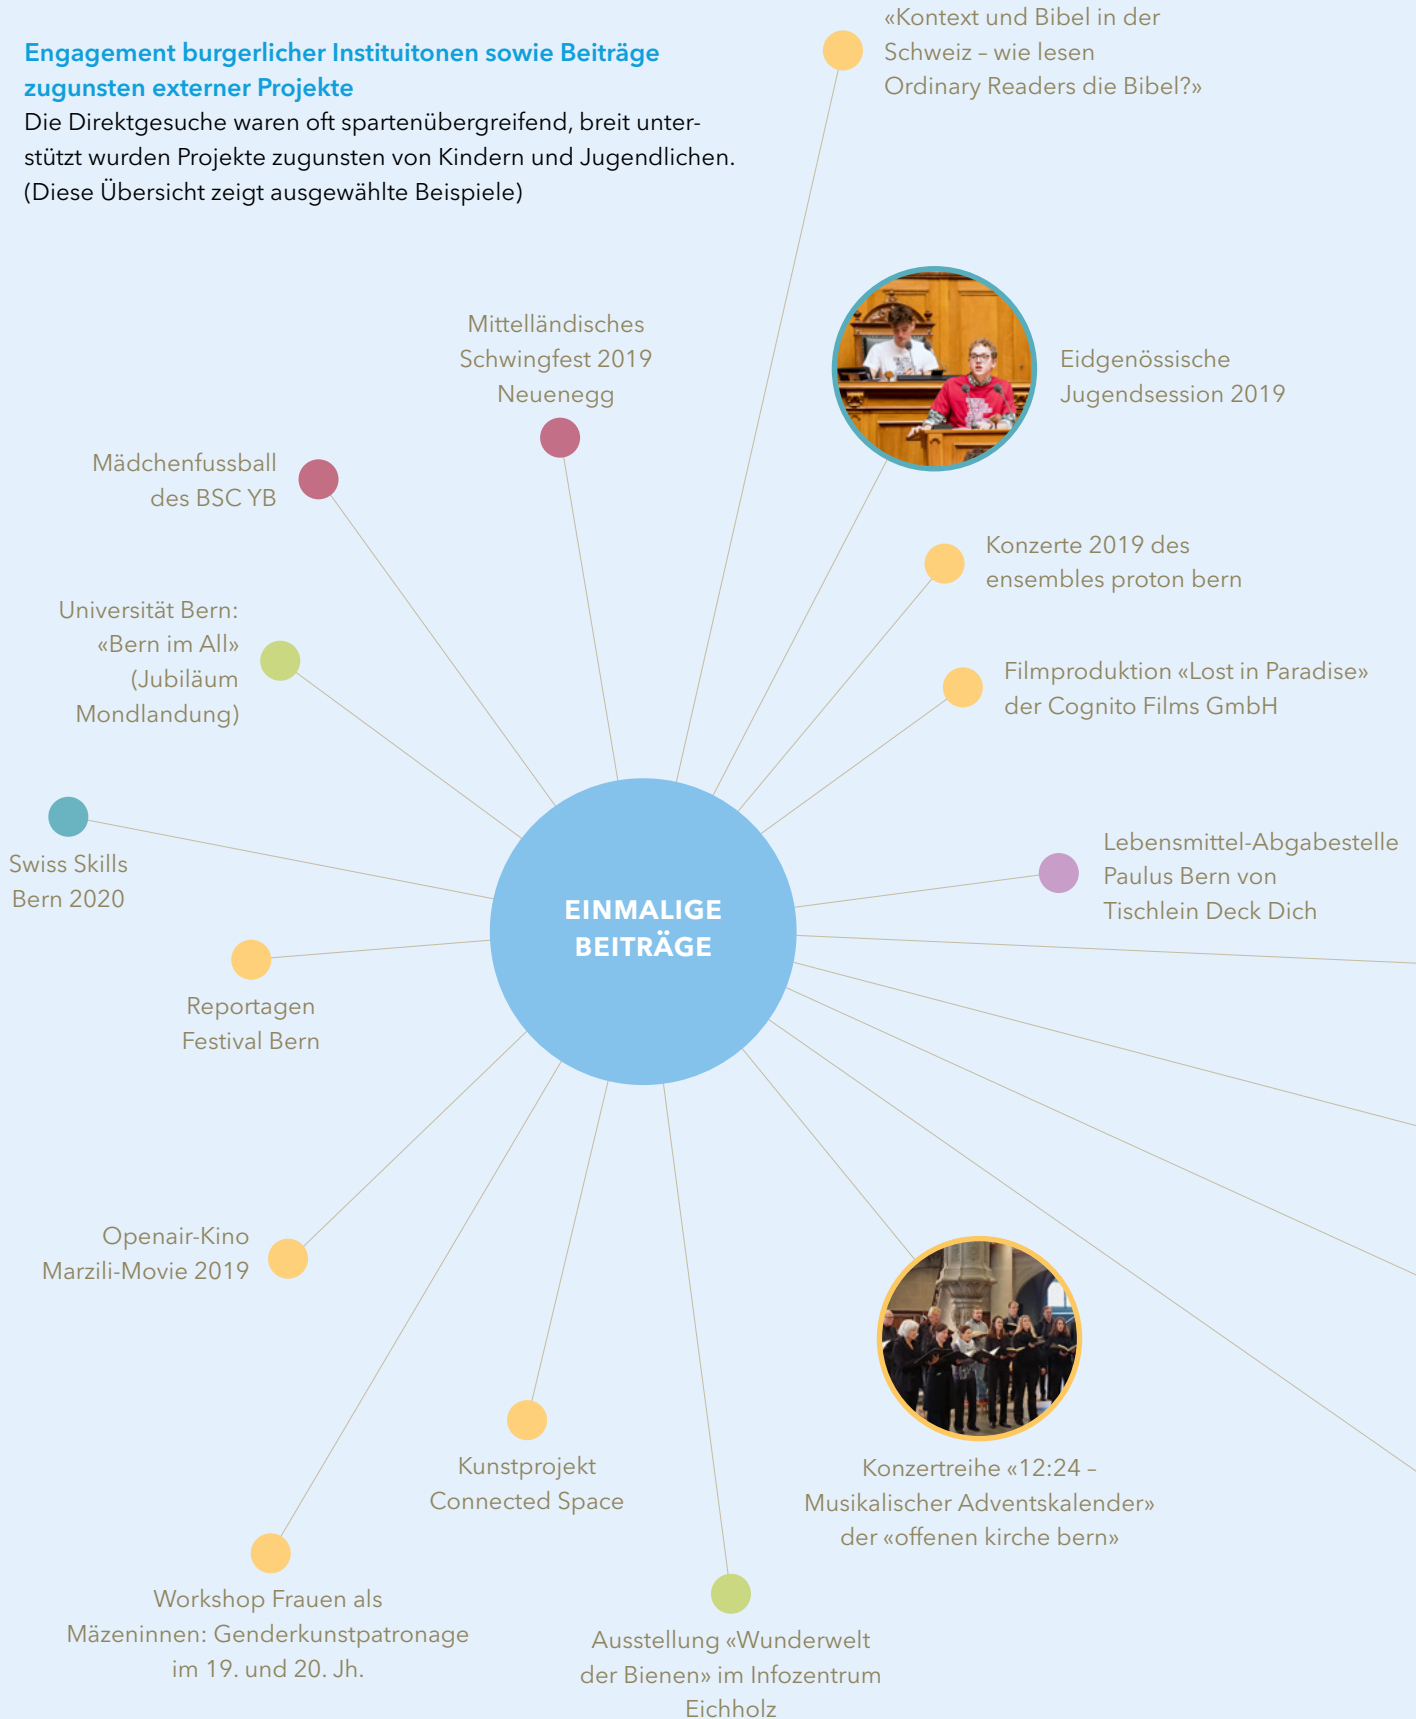 Engagement burgerlicher Instituitonen sowie Beiträge
zugunsten externer Projekte
Die Direktgesuche waren oft spartenübergreifend, breit unter-
stützt wurden Projekte zugunsten von Kindern und Jugendlichen.
(Diese Übersicht zeigt ausgewählte Beispiele)
«Kontext und Bibel in der
Schweiz – wie lesen
Ordinary Readers die Bibel?»
Mittelländisches
Schwingfest 2019
Neuenegg
Eidgenössische
Jugendsession 2019
Mädchenfussball
des BSC YB
Konzerte 2019 des
ensembles proton bern
Universität Bern:
«Bern im All»
(Jubiläum
Mondlandung)
Filmproduktion «Lost in Paradise»
der Cognito Films GmbH
Swiss Skills
Bern 2020
Lebensmittel-Abgabestelle
Paulus Bern von
Tischlein Deck Dich
EINMALIGE
BEITRÄGE
Reportagen
Festival Bern
Openair-Kino
Marzili-Movie 2019
Kunstprojekt
Connected Space
Konzertreihe «12:24 –
Musikalischer Adventskalender»
der «offenen kirche bern»
Workshop Frauen als
Mäzeninnen: Genderkunstpatronage
im 19. und 20. Jh.
Ausstellung «Wunderwelt
der Bienen» im Infozentrum
Eichholz